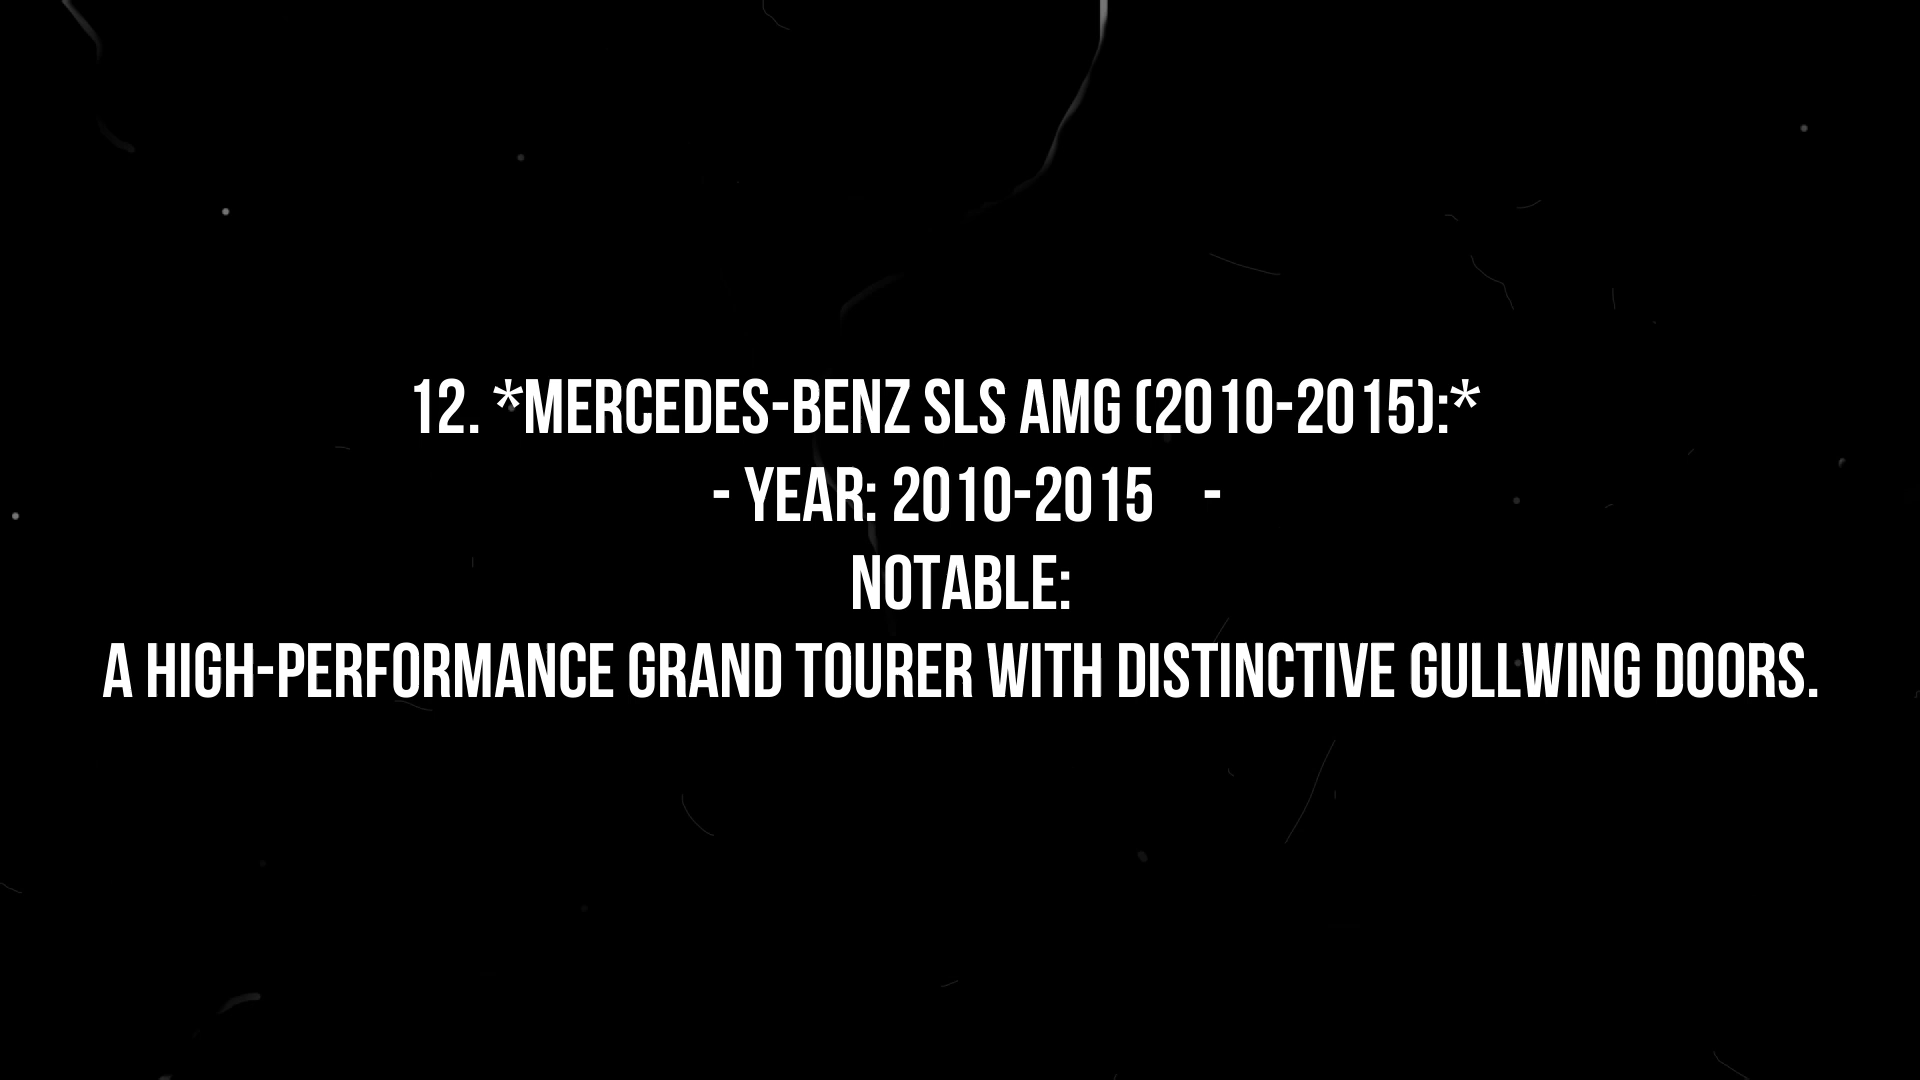 12. *MERCEDES-BENZ SLS AMG (2010-2015):*
- YEAR: 2010-2015 -
NOTABLE:
A HIGH-PERFORMANCE GRAND TOURER WITH DISTINCTIVE GULLWING DOORS.